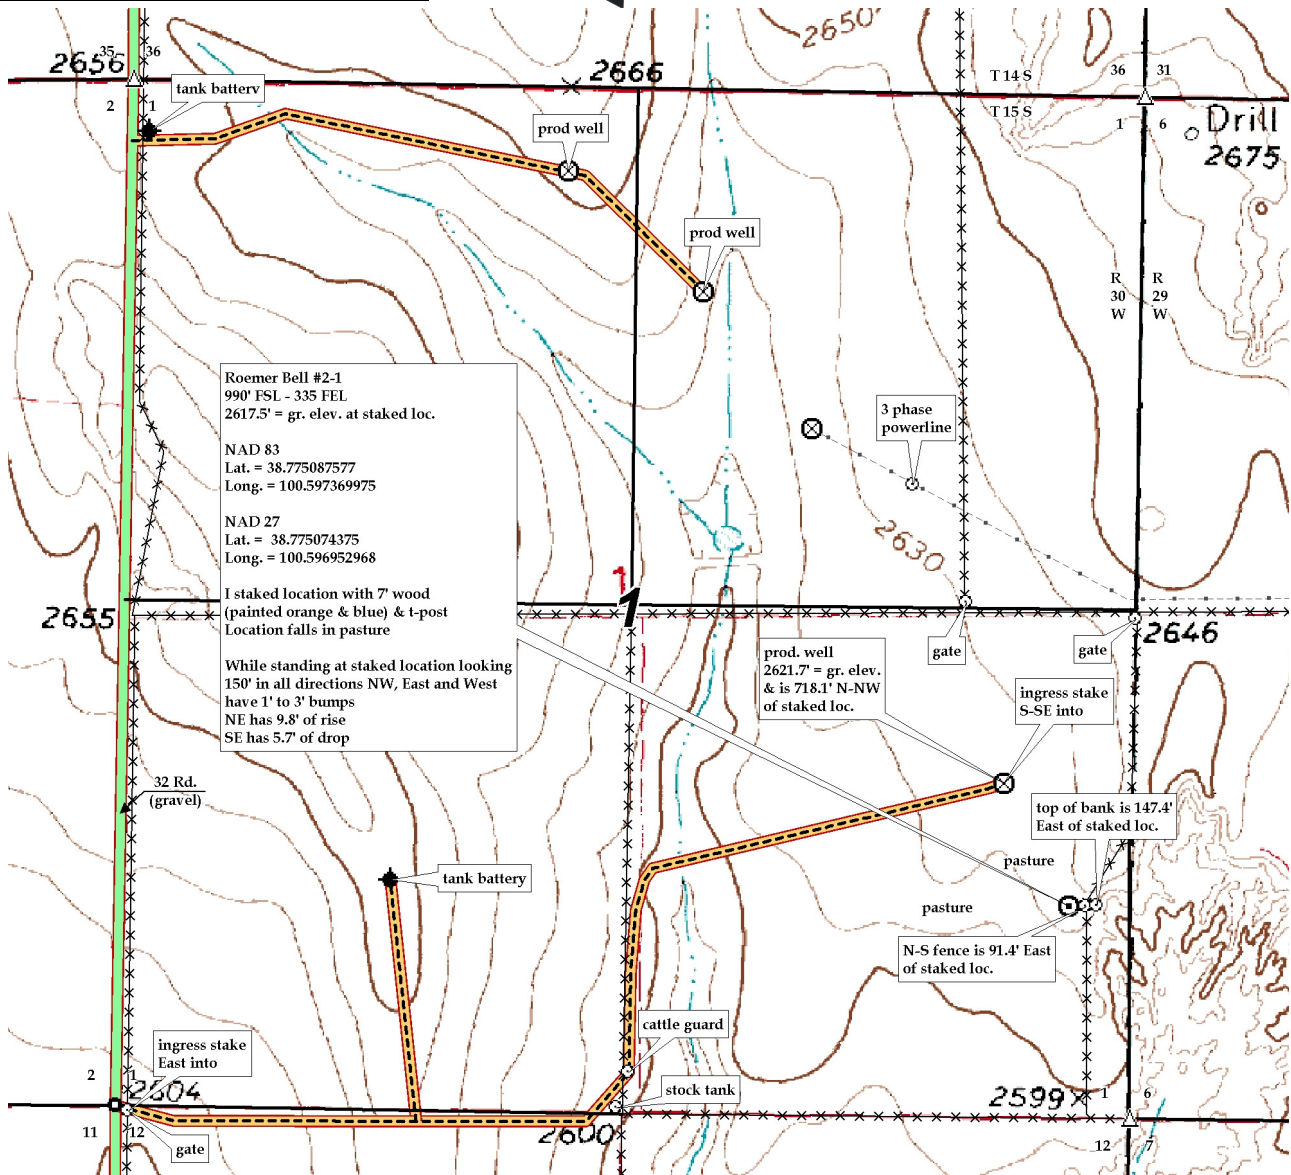 2650
35 36
2656
2666
T 14 S
36 31
tank battery
T 15 S
2 1
1 6
Drill
2675
prod well
prod well
R R
30 29
W W
Roemer Bell #2-1
990' FSL - 335 FEL
2617.5' = gr. elev. at staked loc.
NAD 83
Lat. = 38.775087577
Long. = 100.597369975
NAD 27
Lat. = 38.775074375
Long. = 100.596952968
I staked location with 7' wood
(painted orange & blue) & t-post
Location falls in pasture
While standing at staked location looking
150' in all directions NW, East and West
have 1' to 3' bumps
NE has 9.8' of rise
SE has 5.7' of drop
3 phase
powerline
2630
1
1
2655
2646
gate
gate
prod. well
2621.7' = gr. elev.
& is 718.1' N-NW
of staked loc.
ingress stake
S-SE into
32 Rd.
(gravel)
top of bank is 147.4'
East of staked loc.
pasture
tank battery
pasture
N-S fence is 91.4' East
of staked loc.
cattle guard
ingress stake
East into
2 1
2604
stock tank
2599
1 6
11 12
gate
2600
12 7